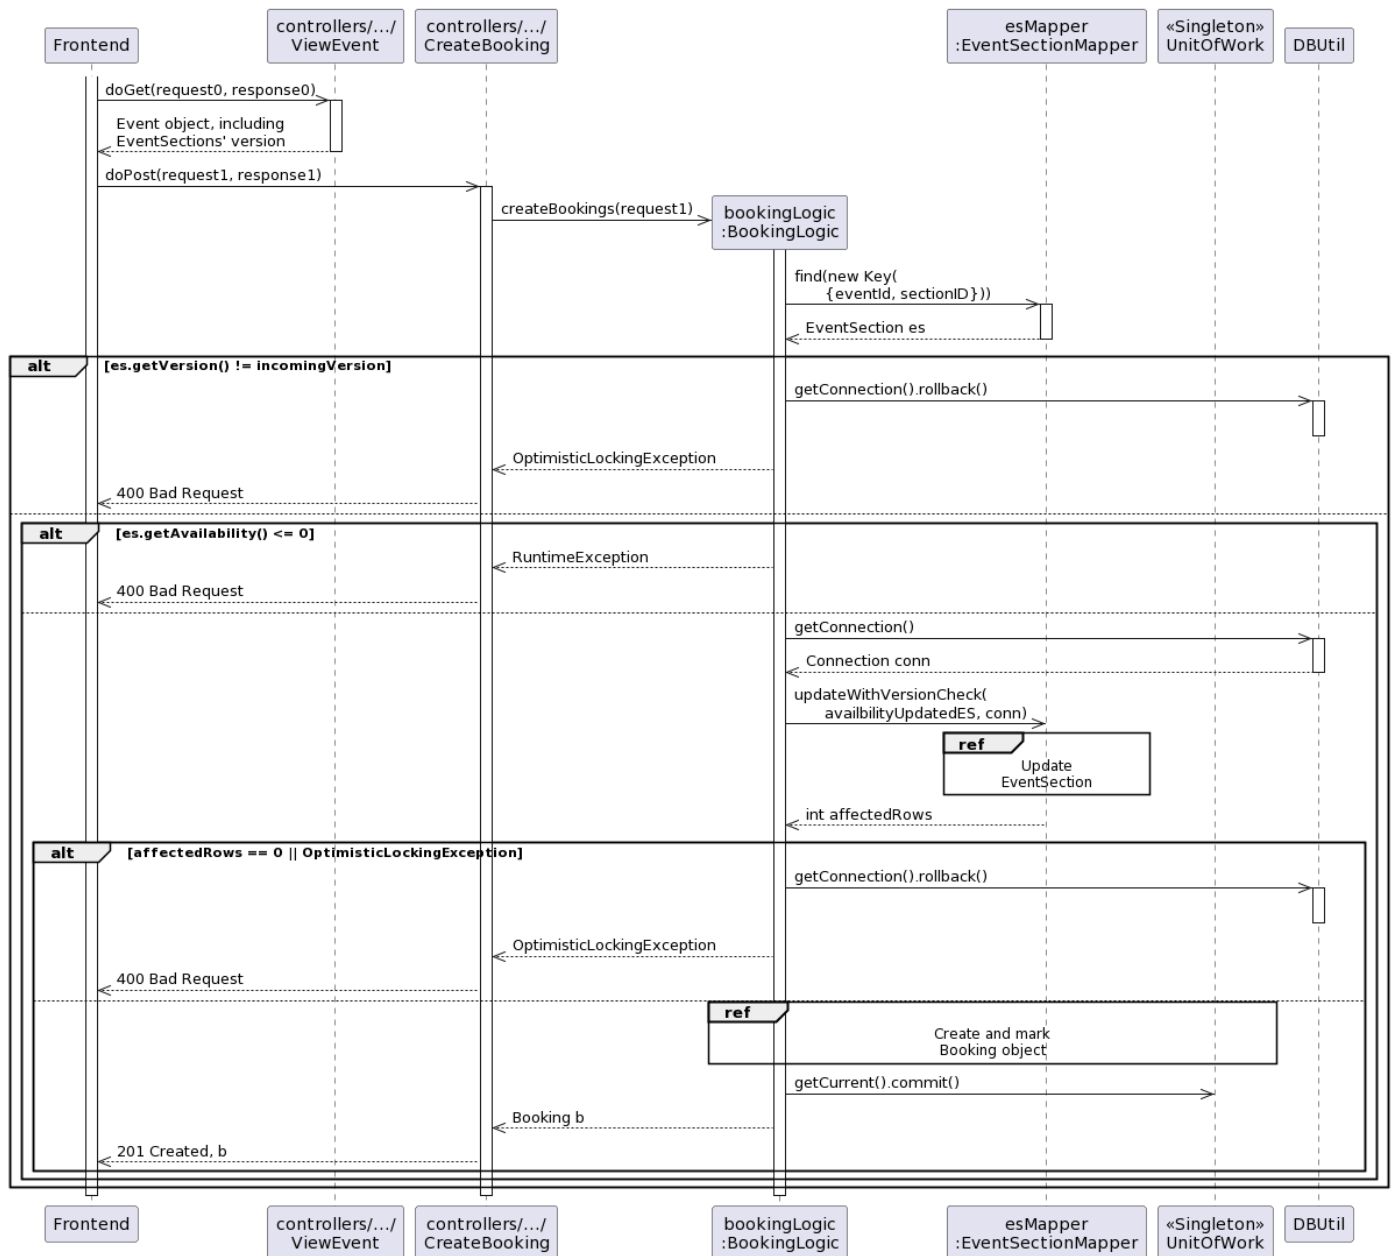 Frontend
controllers/.../
ViewEvent
controllers/.../
CreateBooking
esMapper
:EventSectionMapper
«Singleton»
UnitOfWork
DBUtil
doGet(request0, response0)
Event object, including
EventSections' version
doPost(request1, response1)
createBookings(request1)
bookingLogic
:BookingLogic
find(new Key(
{eventId, sectionID}))
EventSection es
alt
[es.getVersion() != incomingVersion]
getConnection().rollback()
OptimisticLockingException
400 Bad Request
alt
[es.getAvailability() <= 0]
RuntimeException
400 Bad Request
getConnection()
Connection conn
updateWithVersionCheck(
availbilityUpdatedES, conn)
ref
Update
EventSection
int affectedRows
alt
[affectedRows == 0 || OptimisticLockingException]
getConnection().rollback()
OptimisticLockingException
400 Bad Request
ref
Create and mark
Booking object
getCurrent().commit()
Booking b
201 Created, b
Frontend
controllers/.../
ViewEvent
controllers/.../
CreateBooking
bookingLogic
:BookingLogic
esMapper
:EventSectionMapper
«Singleton»
UnitOfWork
DBUtil